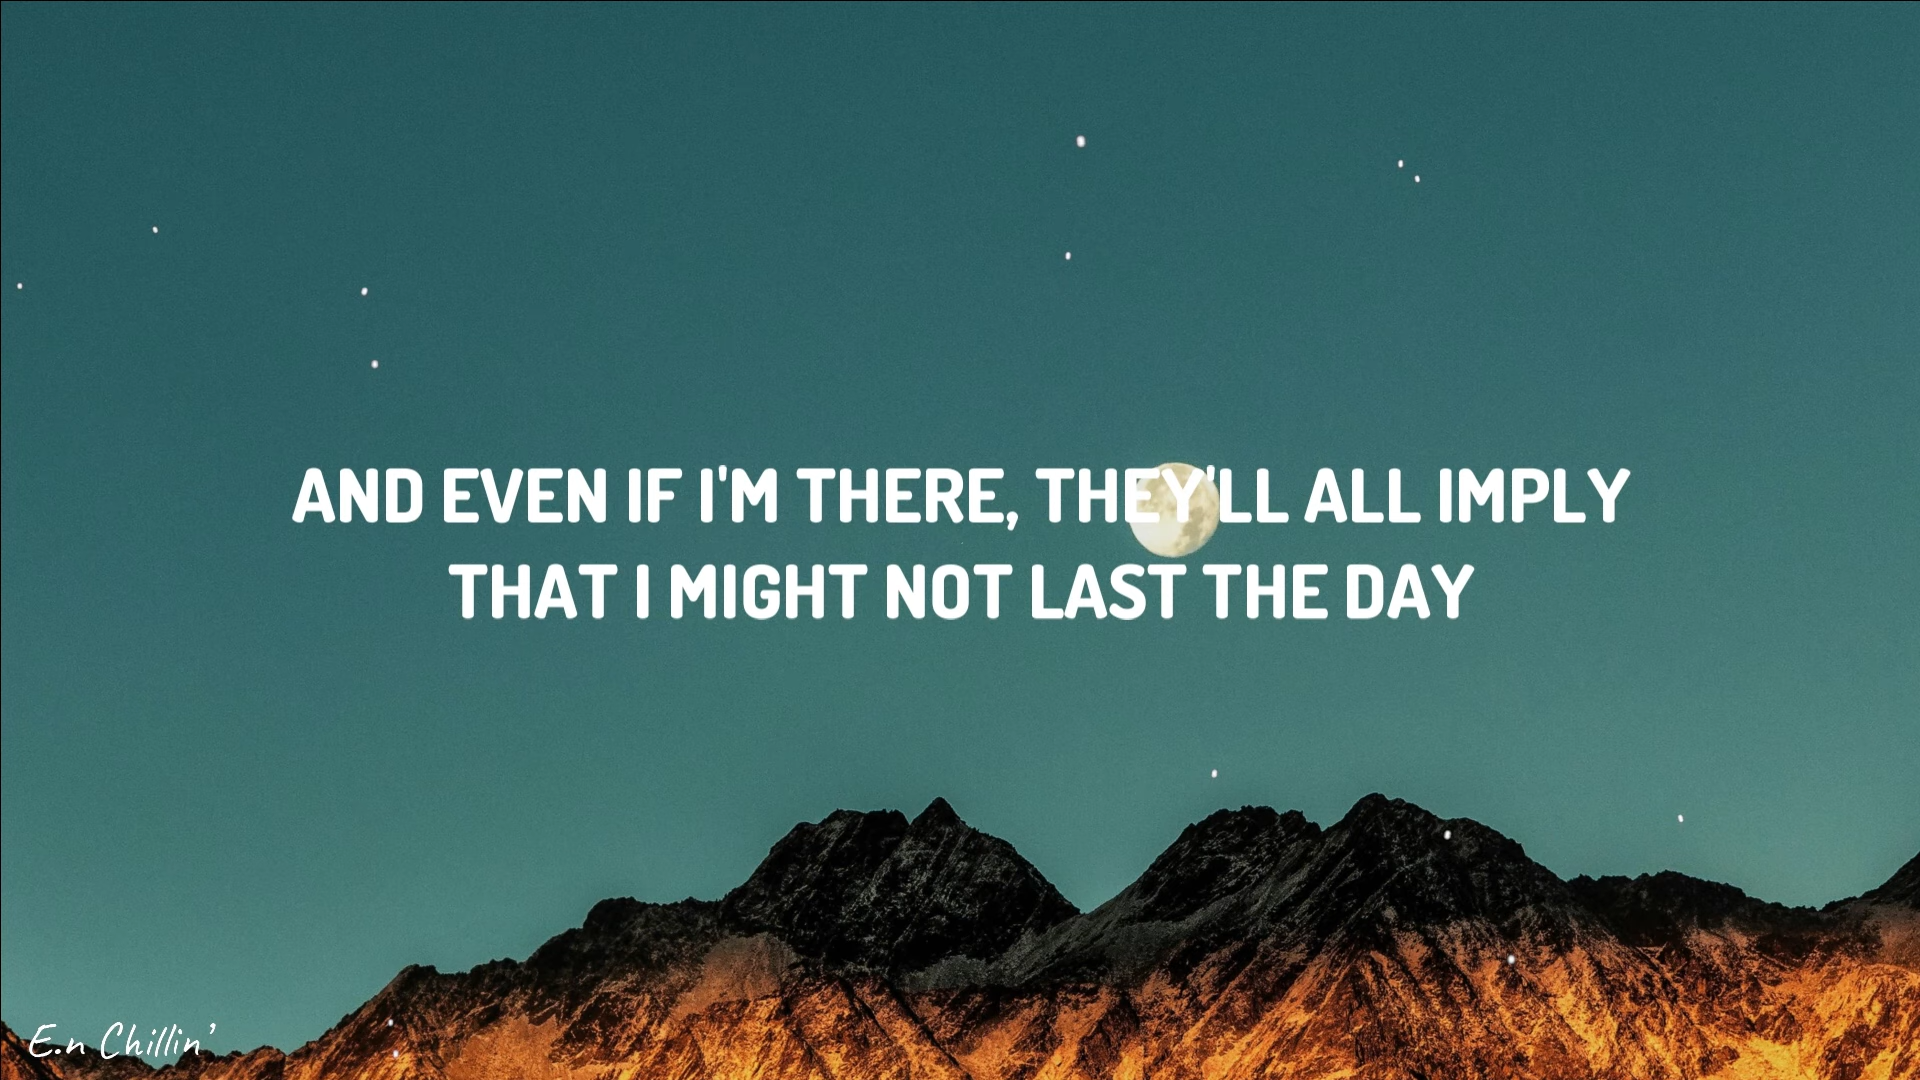 AND EVEN IF I'M THERE, THEY'LL ALL IMPLY
THAT I MIGHT NOT LAST THE DAY
E.n Chillin'